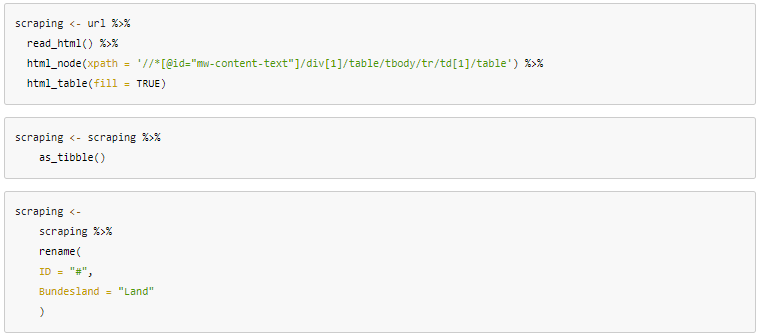 scraping <- url %>%
  read_html() %>%
  html_node(xpath = '//*[@id="mw-content-text"]/div[1]/table/tbody/tr/td[1]/table') %>%
  html_table(fill = TRUE)
scraping <- scraping %>%
    as_tibble()
scraping <-
    scraping %>%
    rename(
    ID = "#",
    Bundesland = "Land"
    )